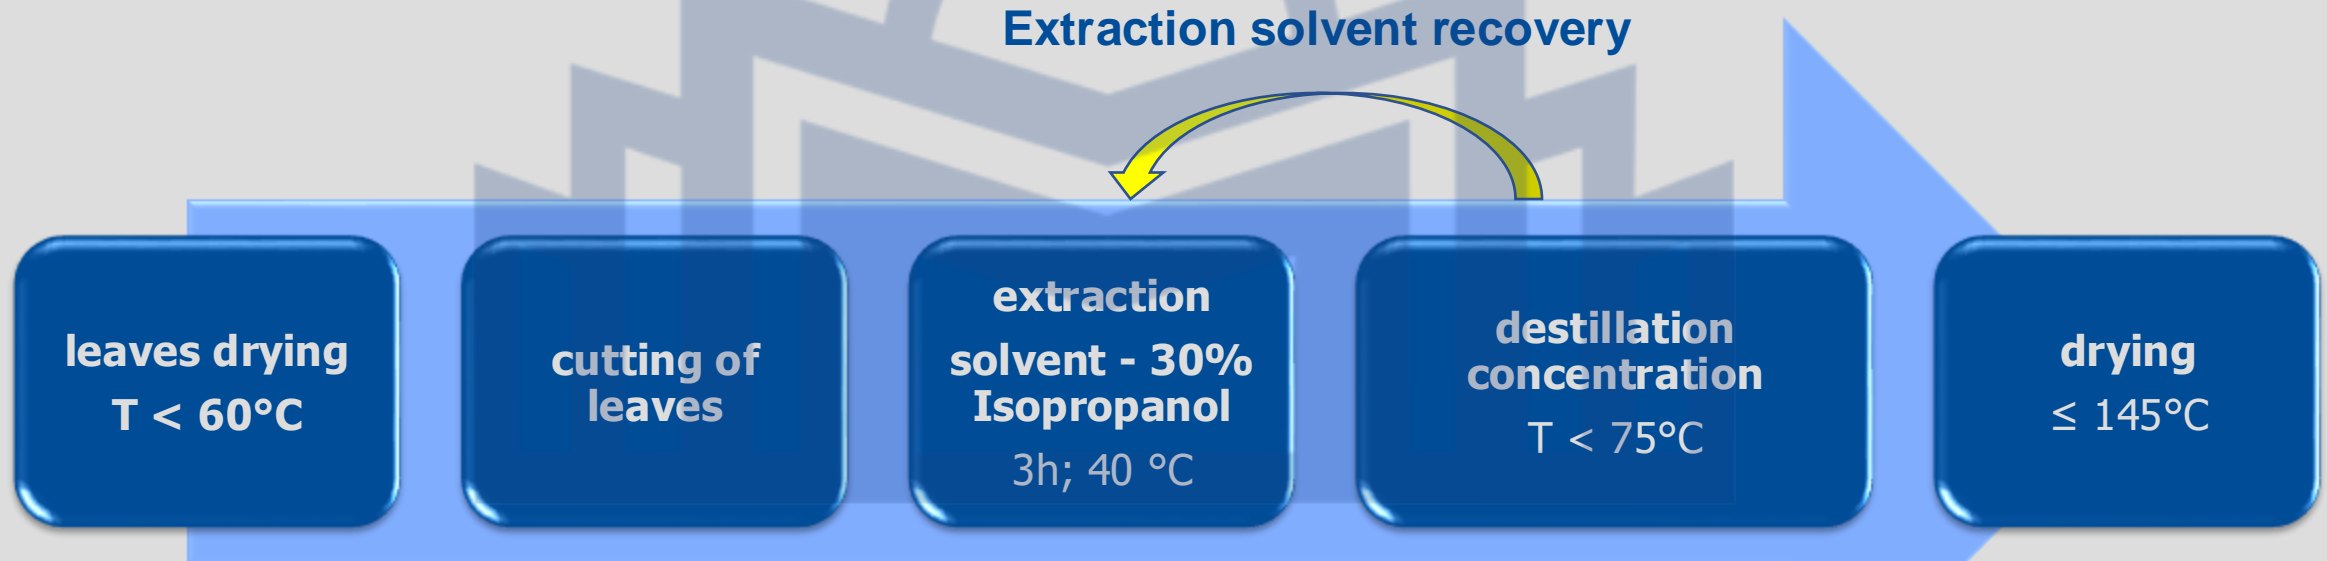 Extraction solvent recovery
leaves drying
T < 60°C
cutting of
leaves
extraction
solvent - 30%
Isopropanol
3h; 40 °C
destillation
concentration
T < 75°C
drying
≤ 145°C